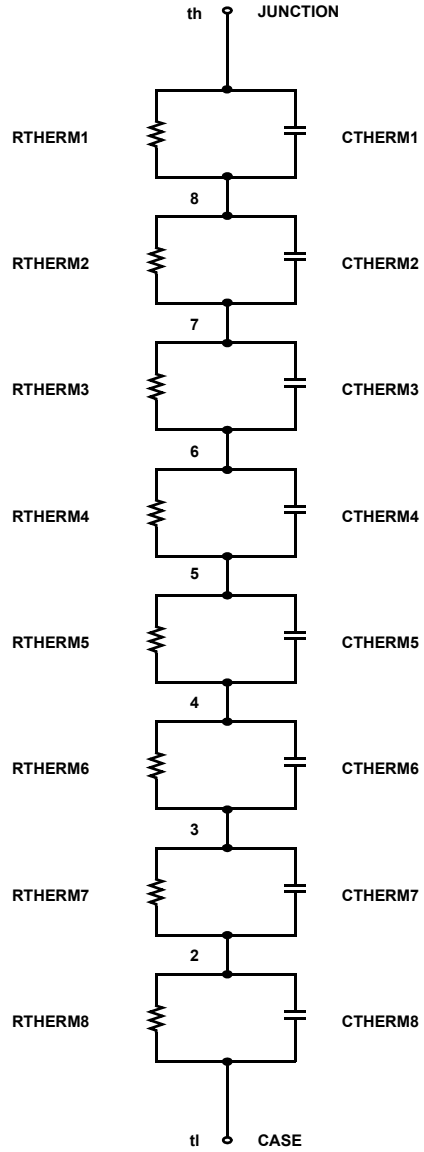 th JUNCTION
RTHERM1 CTHERM1
8
RTHERM2 CTHERM2
7
RTHERM3 CTHERM3
6
RTHERM4 CTHERM4
5
RTHERM5 CTHERM5
4
RTHERM6 CTHERM6
3
RTHERM7 CTHERM7
2
RTHERM8 CTHERM8
tl CASE